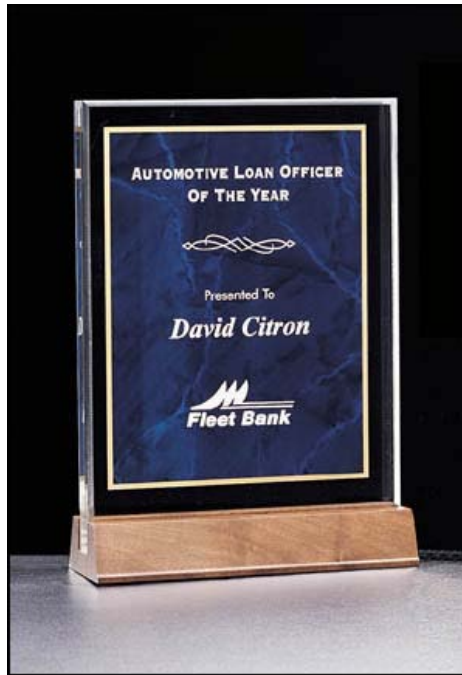 AUTOMOTIVE LOAN OFFICER
OF THE YEAR
Presented To
David Citron
Fleet Bank